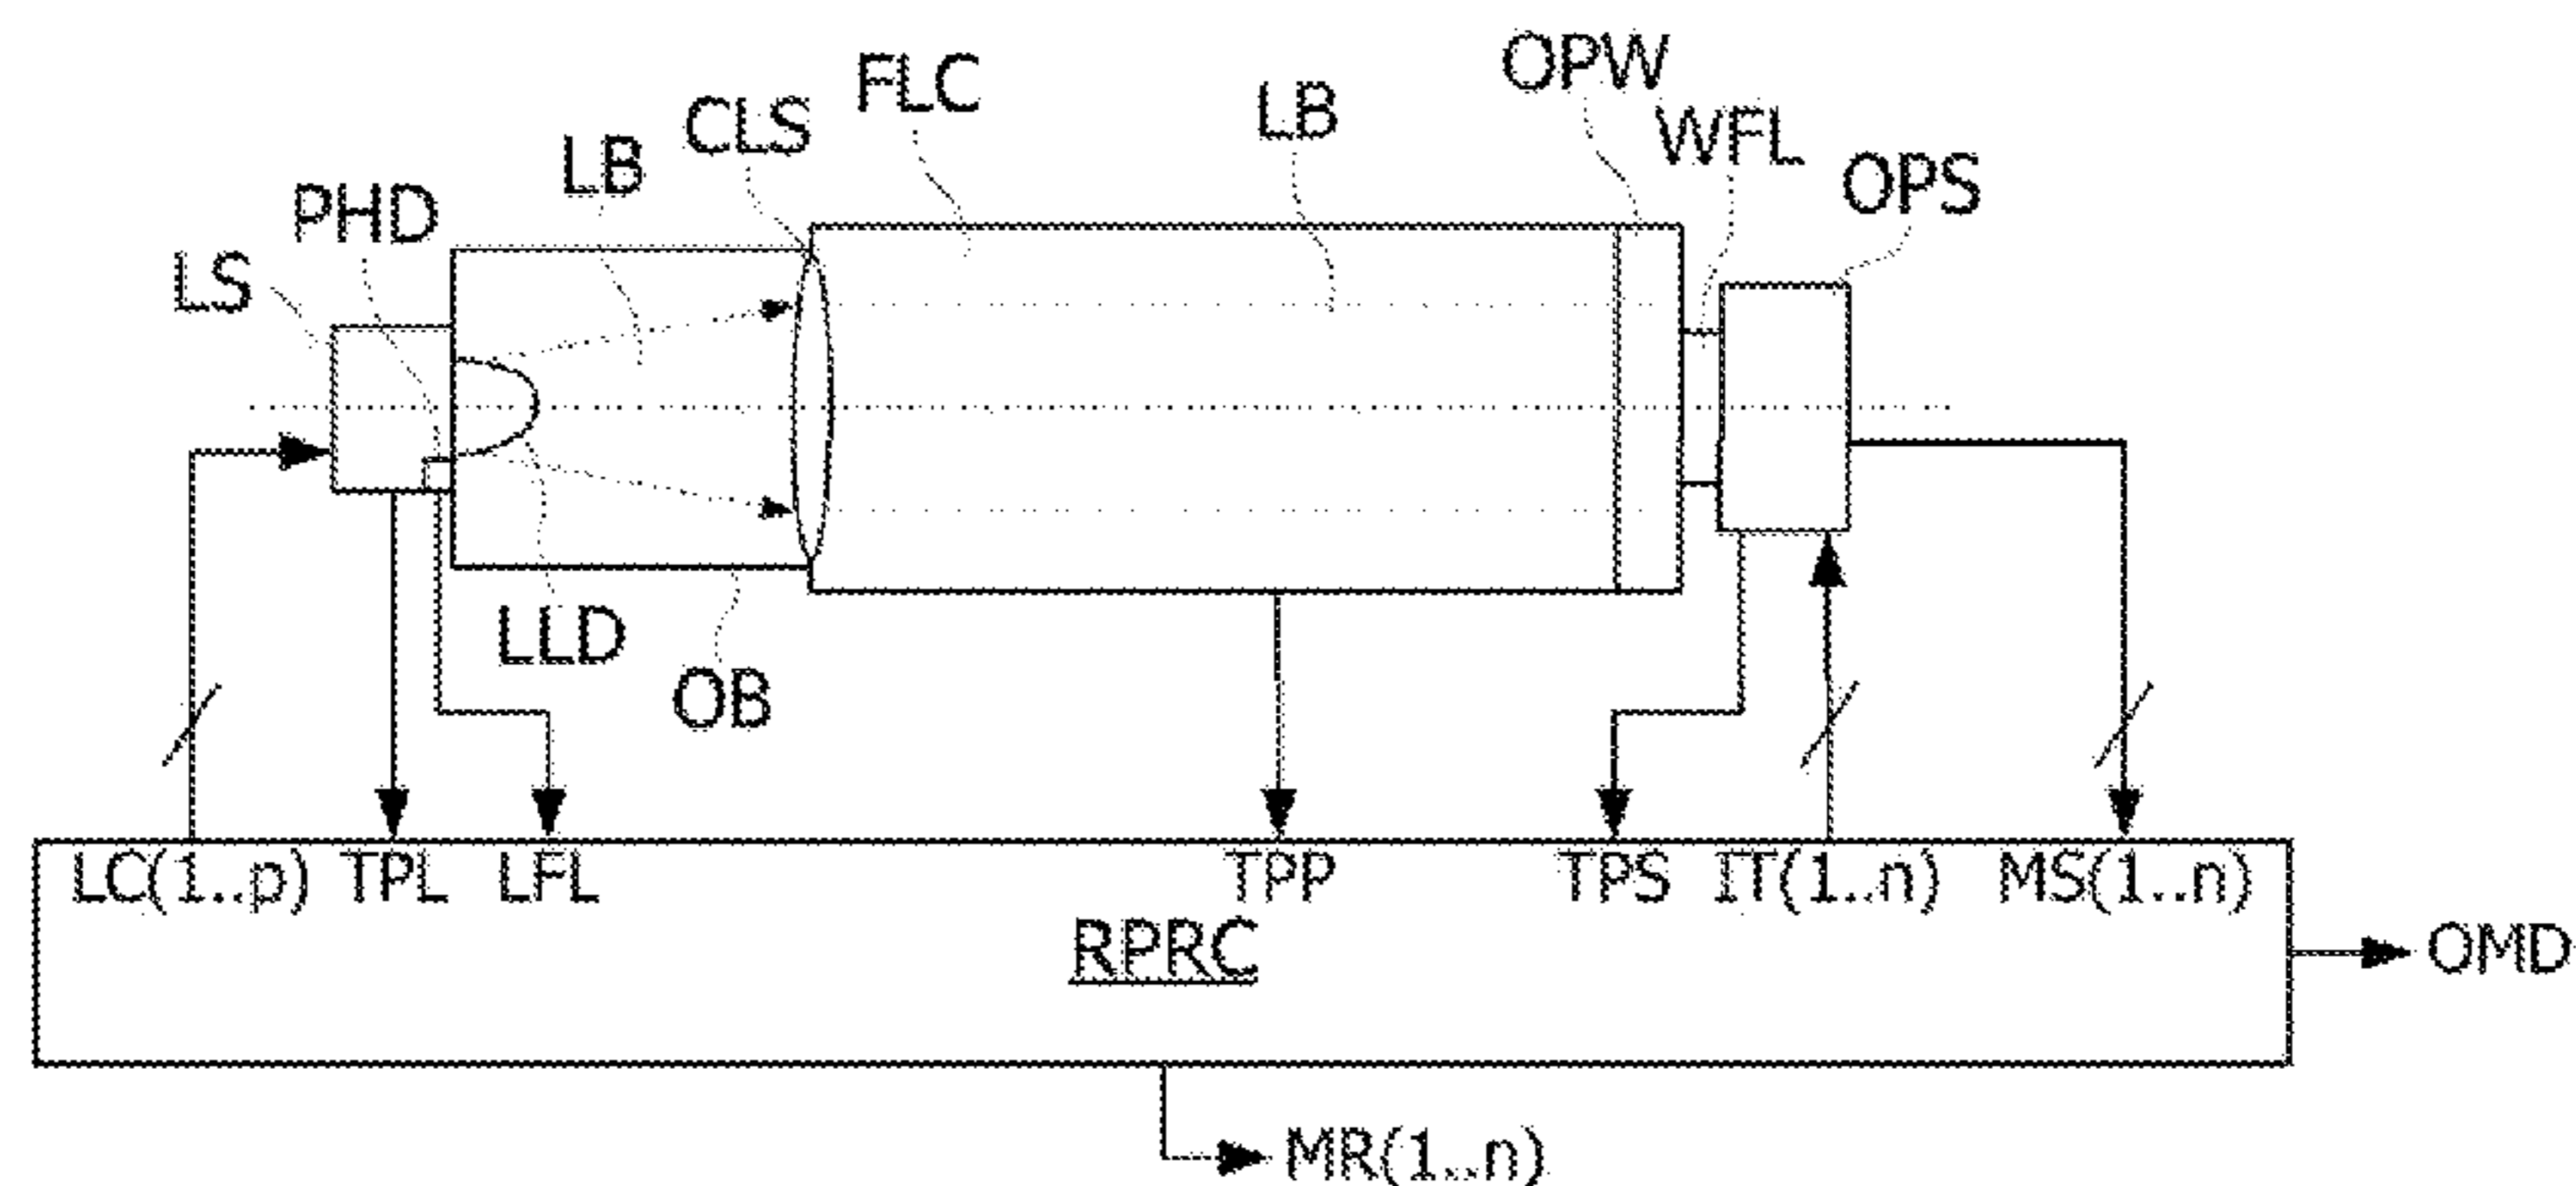 OPW
FLC
LB
CLS
WFL
LB
OPS
PHD
LS
LLD
OB
LC(1..p) TPL LFL TPP TPS IT(1..n) MS(1..n)
RPRC
OMD
MR(1..n)